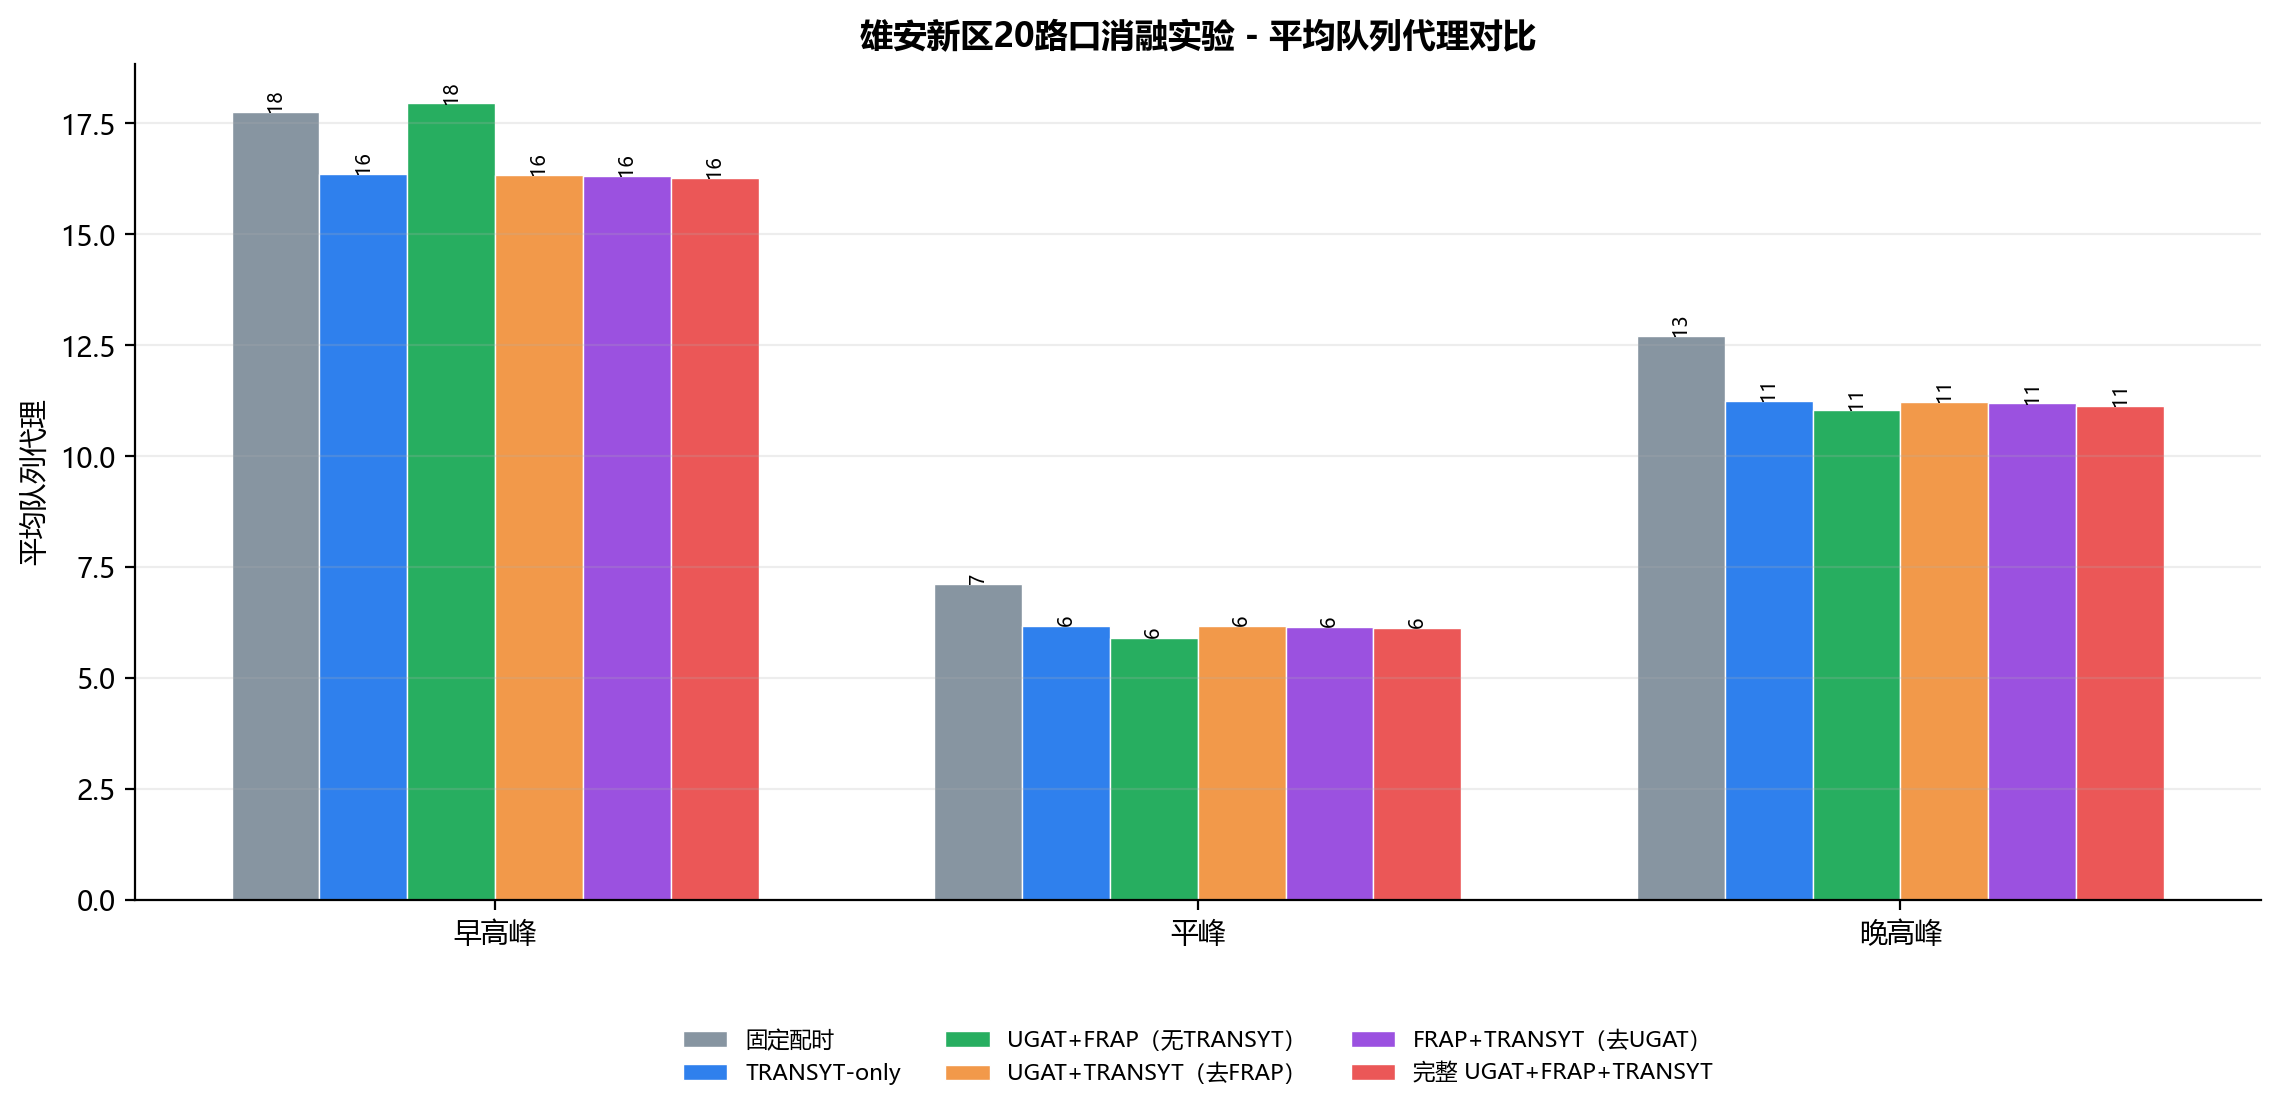 雄安新区20路口消融实验 - 平均队列代理对比
平均队列代理
17.5
15.0
12.5
10.0
7.5
5.0
2.5
0.0
18
16
18
16
16
16
7
6
6
6
6
6
13
11
11
11
11
11
早高峰
平峰
晚高峰
固定配时
TRANSYT-only
UGAT+FRAP（无TRANSYT）
UGAT+TRANSYT（去FRAP）
FRAP+TRANSYT（去UGAT）
完整 UGAT+FRAP+TRANSYT